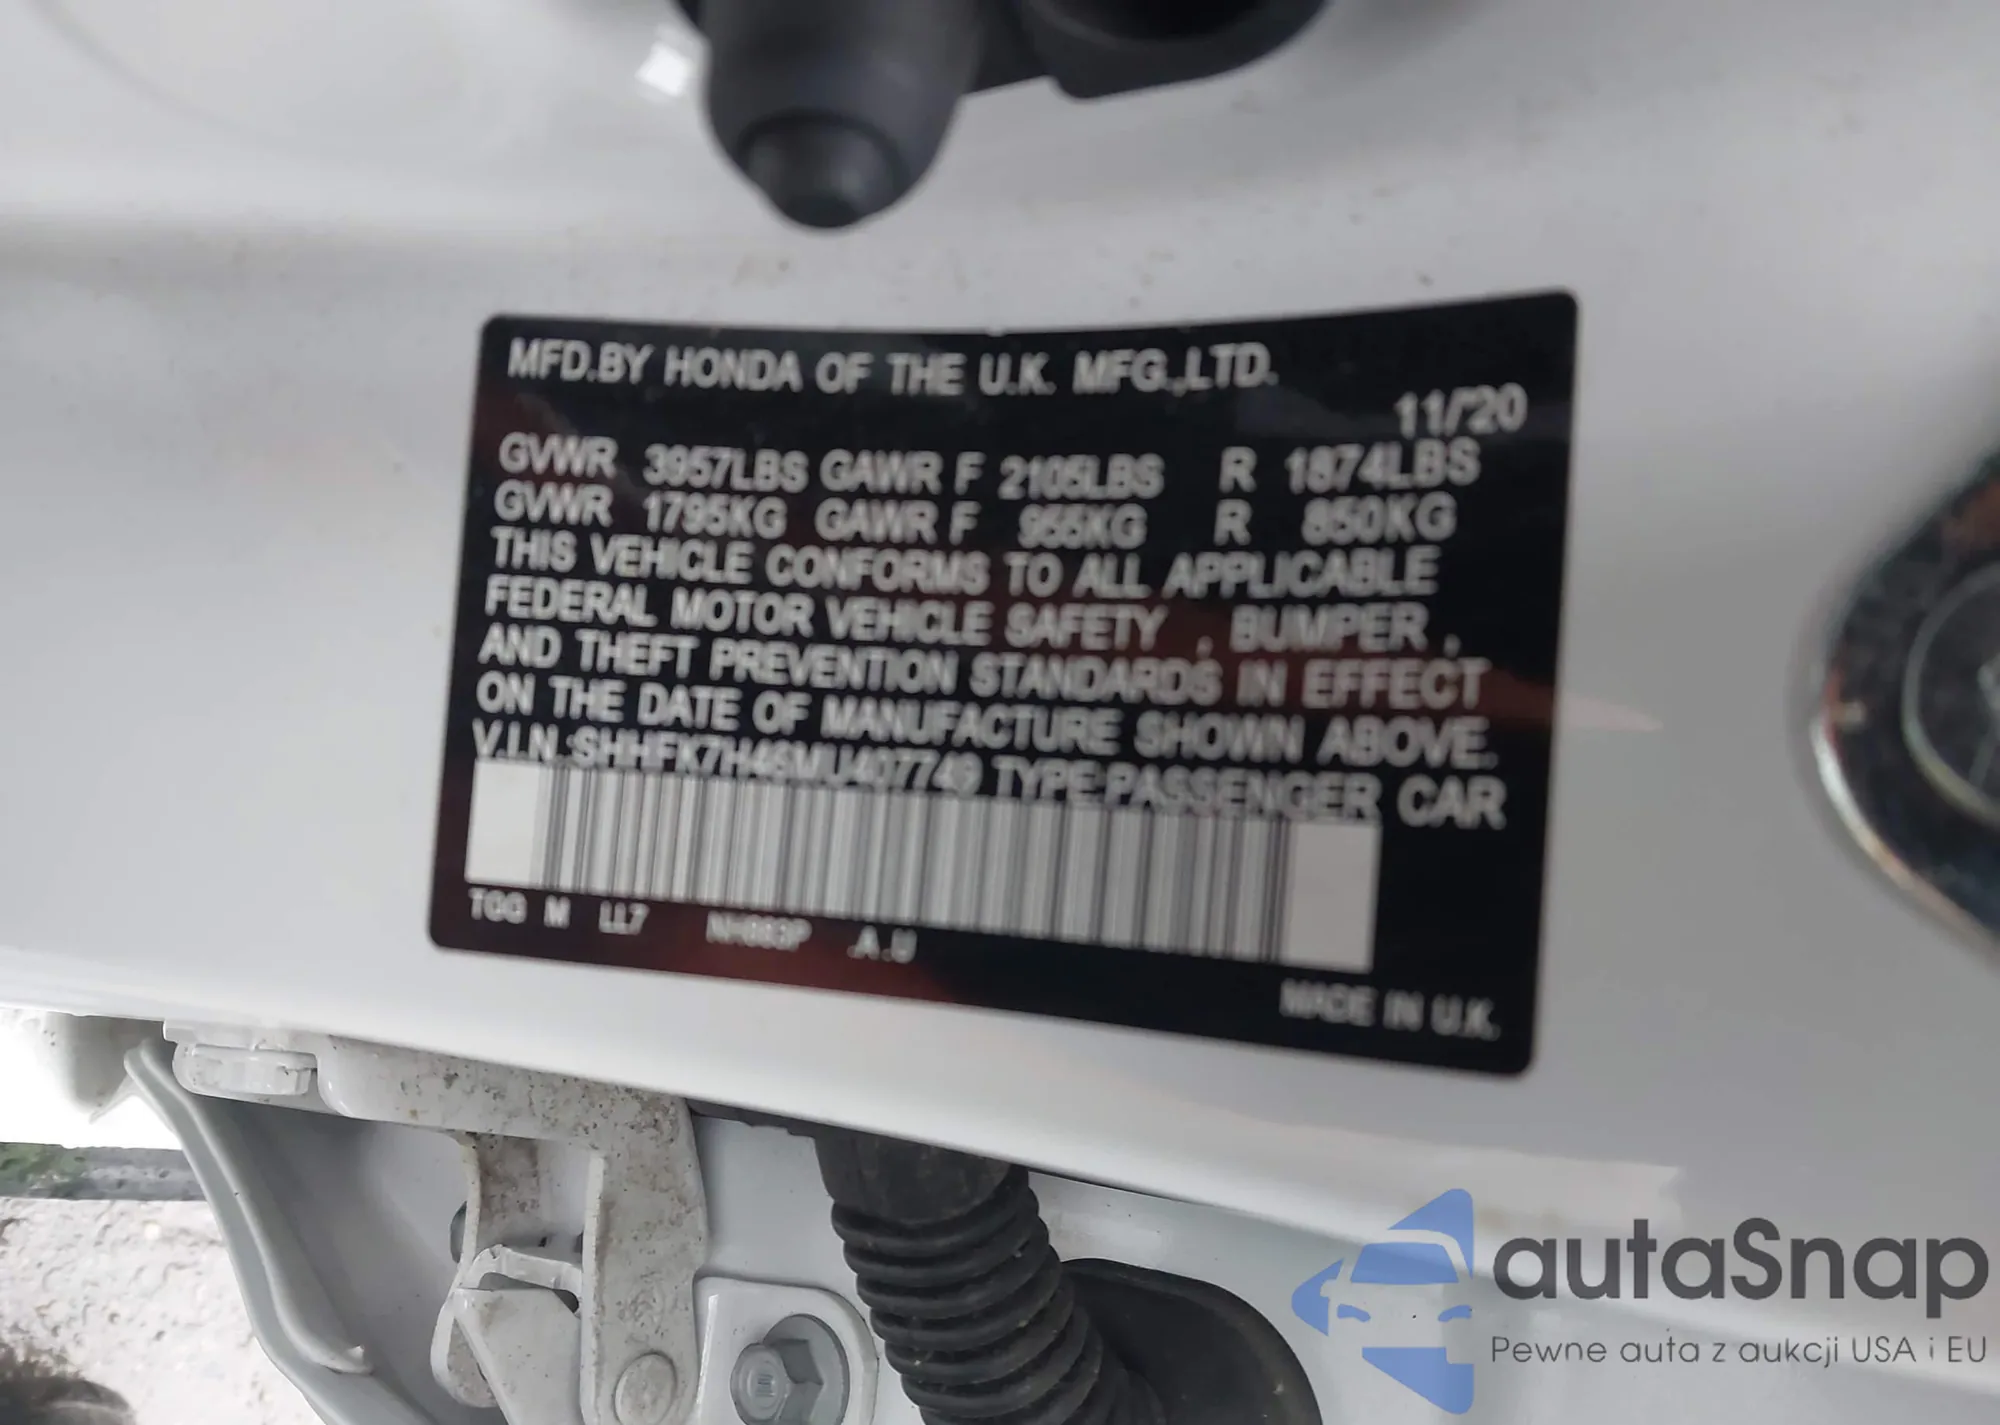 MFD.BY HONDA OF THE U.K. MFG.,LTD.
11/'20
GVWR 3957LBS GAWR F 2105LBS R 1874LBS
GVWR 1795KG GAWR F 955KG R 850KG
THIS VEHICLE CONFORMS TO ALL APPLICABLE
FEDERAL MOTOR VEHICLE SAFETY , BUMPER ,
AND THEFT PREVENTION STANDARDS IN EFFECT
ON THE DATE OF MANUFACTURE SHOWN ABOVE.
V.I.N.:SHHFK7H46MU407749 TYPE:PASSENGER CAR
TGG M LL7 NH883P .A.U
MADE IN U.K.
autaSnap
Pewne auta z aukcji USA i EU